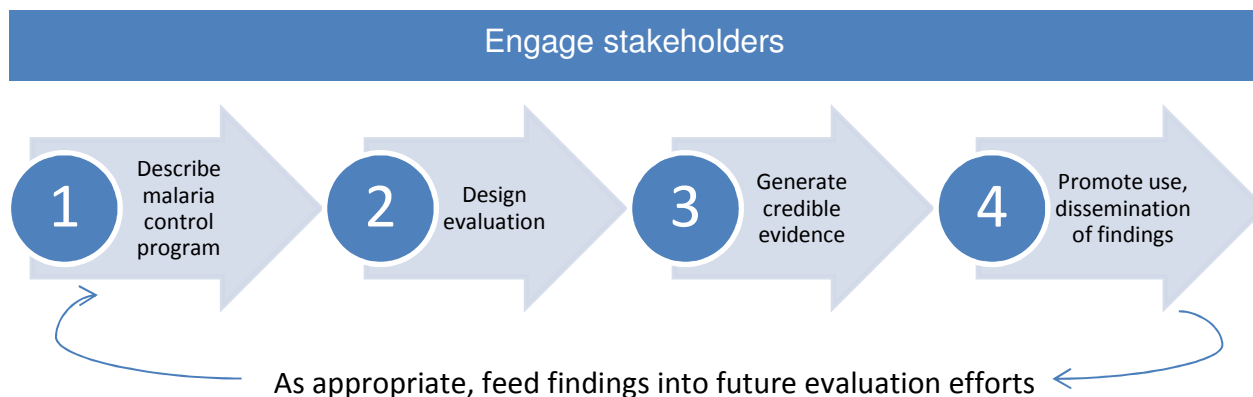 Engage stakeholders
1
Describe
malaria
control
program
2
Design
evaluation
3
Generate
credible
evidence
4
Promote use,
dissemination
of findings
As appropriate, feed findings into future evaluation efforts